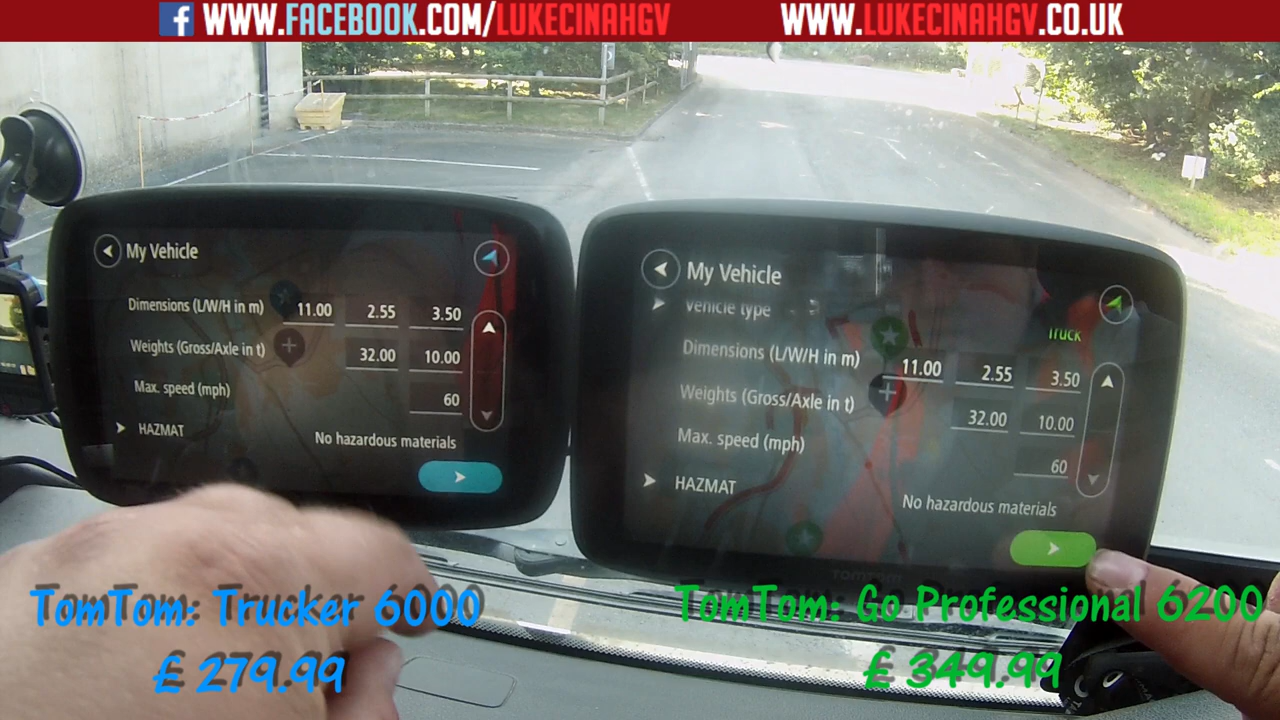 WWW.FACEBOOK.COM/LUKECINAHGV
WWW.LUKECINAHGV.CO.UK
My Vehicle
Dimensions (L/W/H in m) 11.00 2.55 3.50
Weights (Gross/Axle in t) 32.00 10.00
Max. speed (mph) 60
HAZMAT
No hazardous materials
My Vehicle
Vehicle type
Truck
Dimensions (L/W/H in m) 11.00 2.55 3.50
Weights (Gross/Axle in t) 32.00 10.00
Max. speed (mph) 60
HAZMAT
No hazardous materials
TOMTOM
TomTom: Trucker 6000
£ 279.99
TomTom: Go Professional 6200
£ 349.99